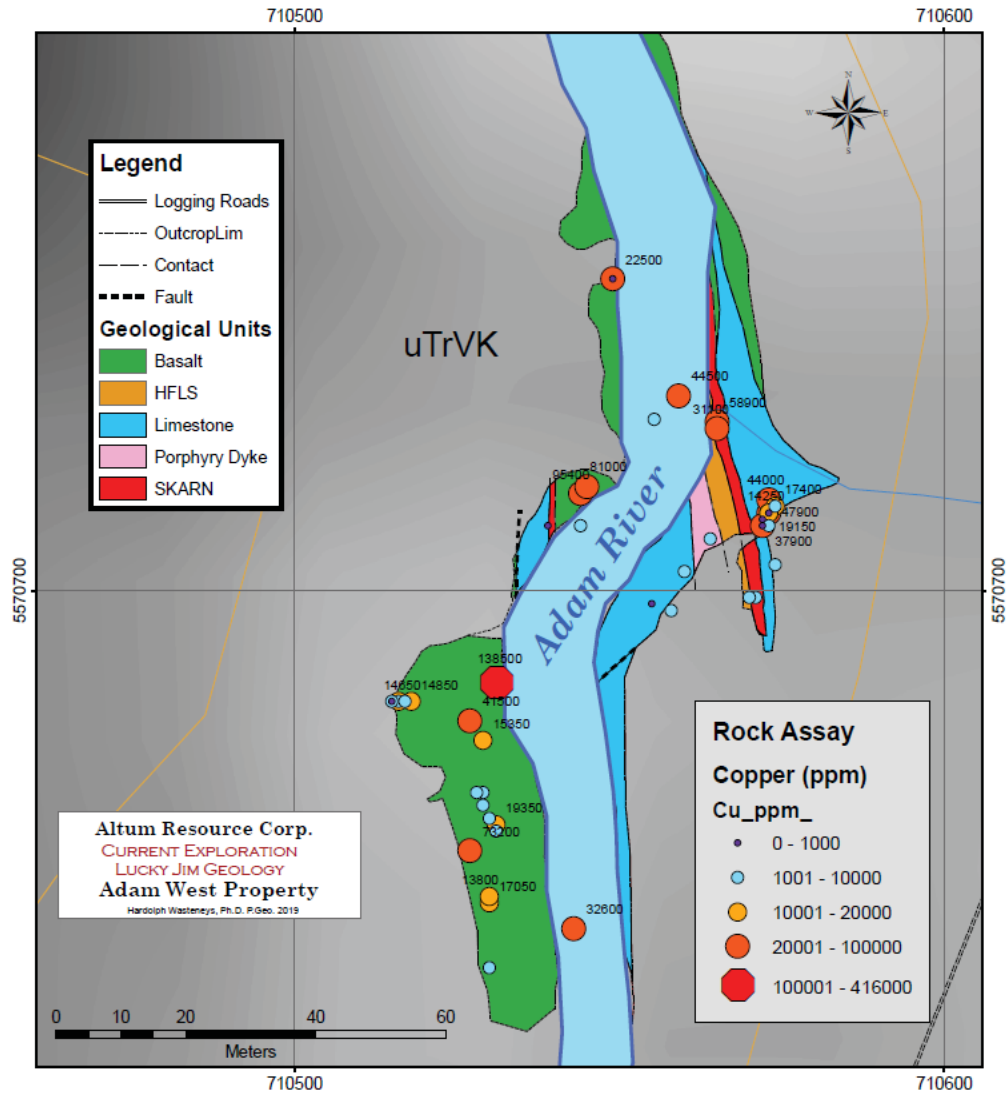 710500
710600
N
W
E
S
Legend
Logging Roads
OutcropLim
Contact
Fault
Geological Units
Basalt
HFLS
Limestone
Porphyry Dyke
SKARN
uTrVK
22500
44500
58900
31100
81000
95400
44000
17400
14250
47900
19150
37900
Adam River
5570700
5570700
138500
14650
14850
41500
15350
19350
73200
13800
17050
32600
Rock Assay
Copper (ppm)
Cu_ppm_
0 - 1000
1001 - 10000
10001 - 20000
20001 - 100000
100001 - 416000
Altum Resource Corp.
CURRENT EXPLORATION
LUCKY JIM GEOLOGY
Adam West Property
Hardolph Wasteneys, Ph.D. P.Geo. 2019
0 10 20 40 60
Meters
710500
710600